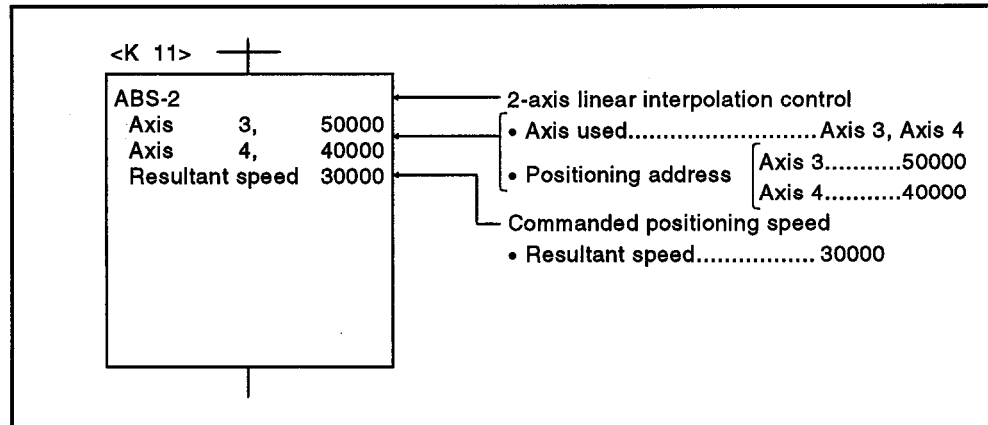 <K 11>
ABS-2
Axis 3, 50000
Axis 4, 40000
Resultant speed 30000
2-axis linear interpolation control
• Axis used............................Axis 3, Axis 4
• Positioning address
Axis 3...........50000
Axis 4...........40000
Commanded positioning speed
• Resultant speed................. 30000